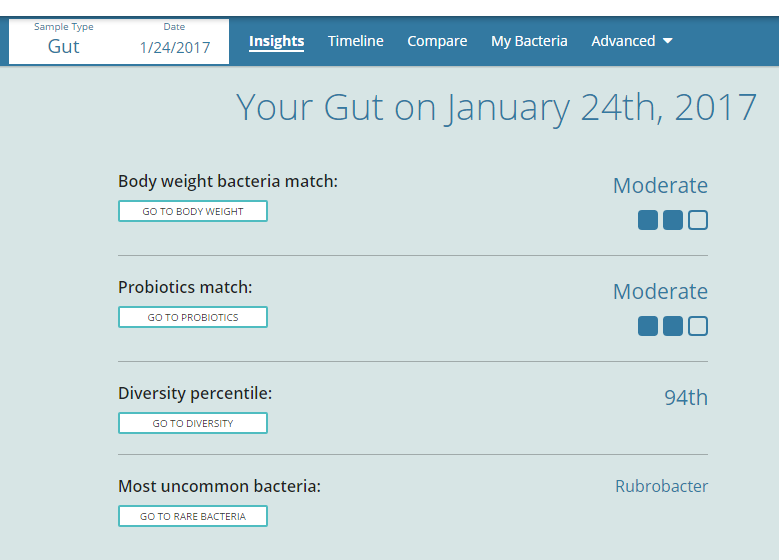 Sample Type Date
Gut 1/24/2017 Insights Timeline Compare My Bacteria Advanced
Your Gut on January 24th, 2017
Body weight bacteria match: Moderate
GO TO BODY WEIGHT
Probiotics match: Moderate
GO TO PROBIOTICS
Diversity percentile: 94th
GO TO DIVERSITY
Most uncommon bacteria: Rubrobacter
GO TO RARE BACTERIA